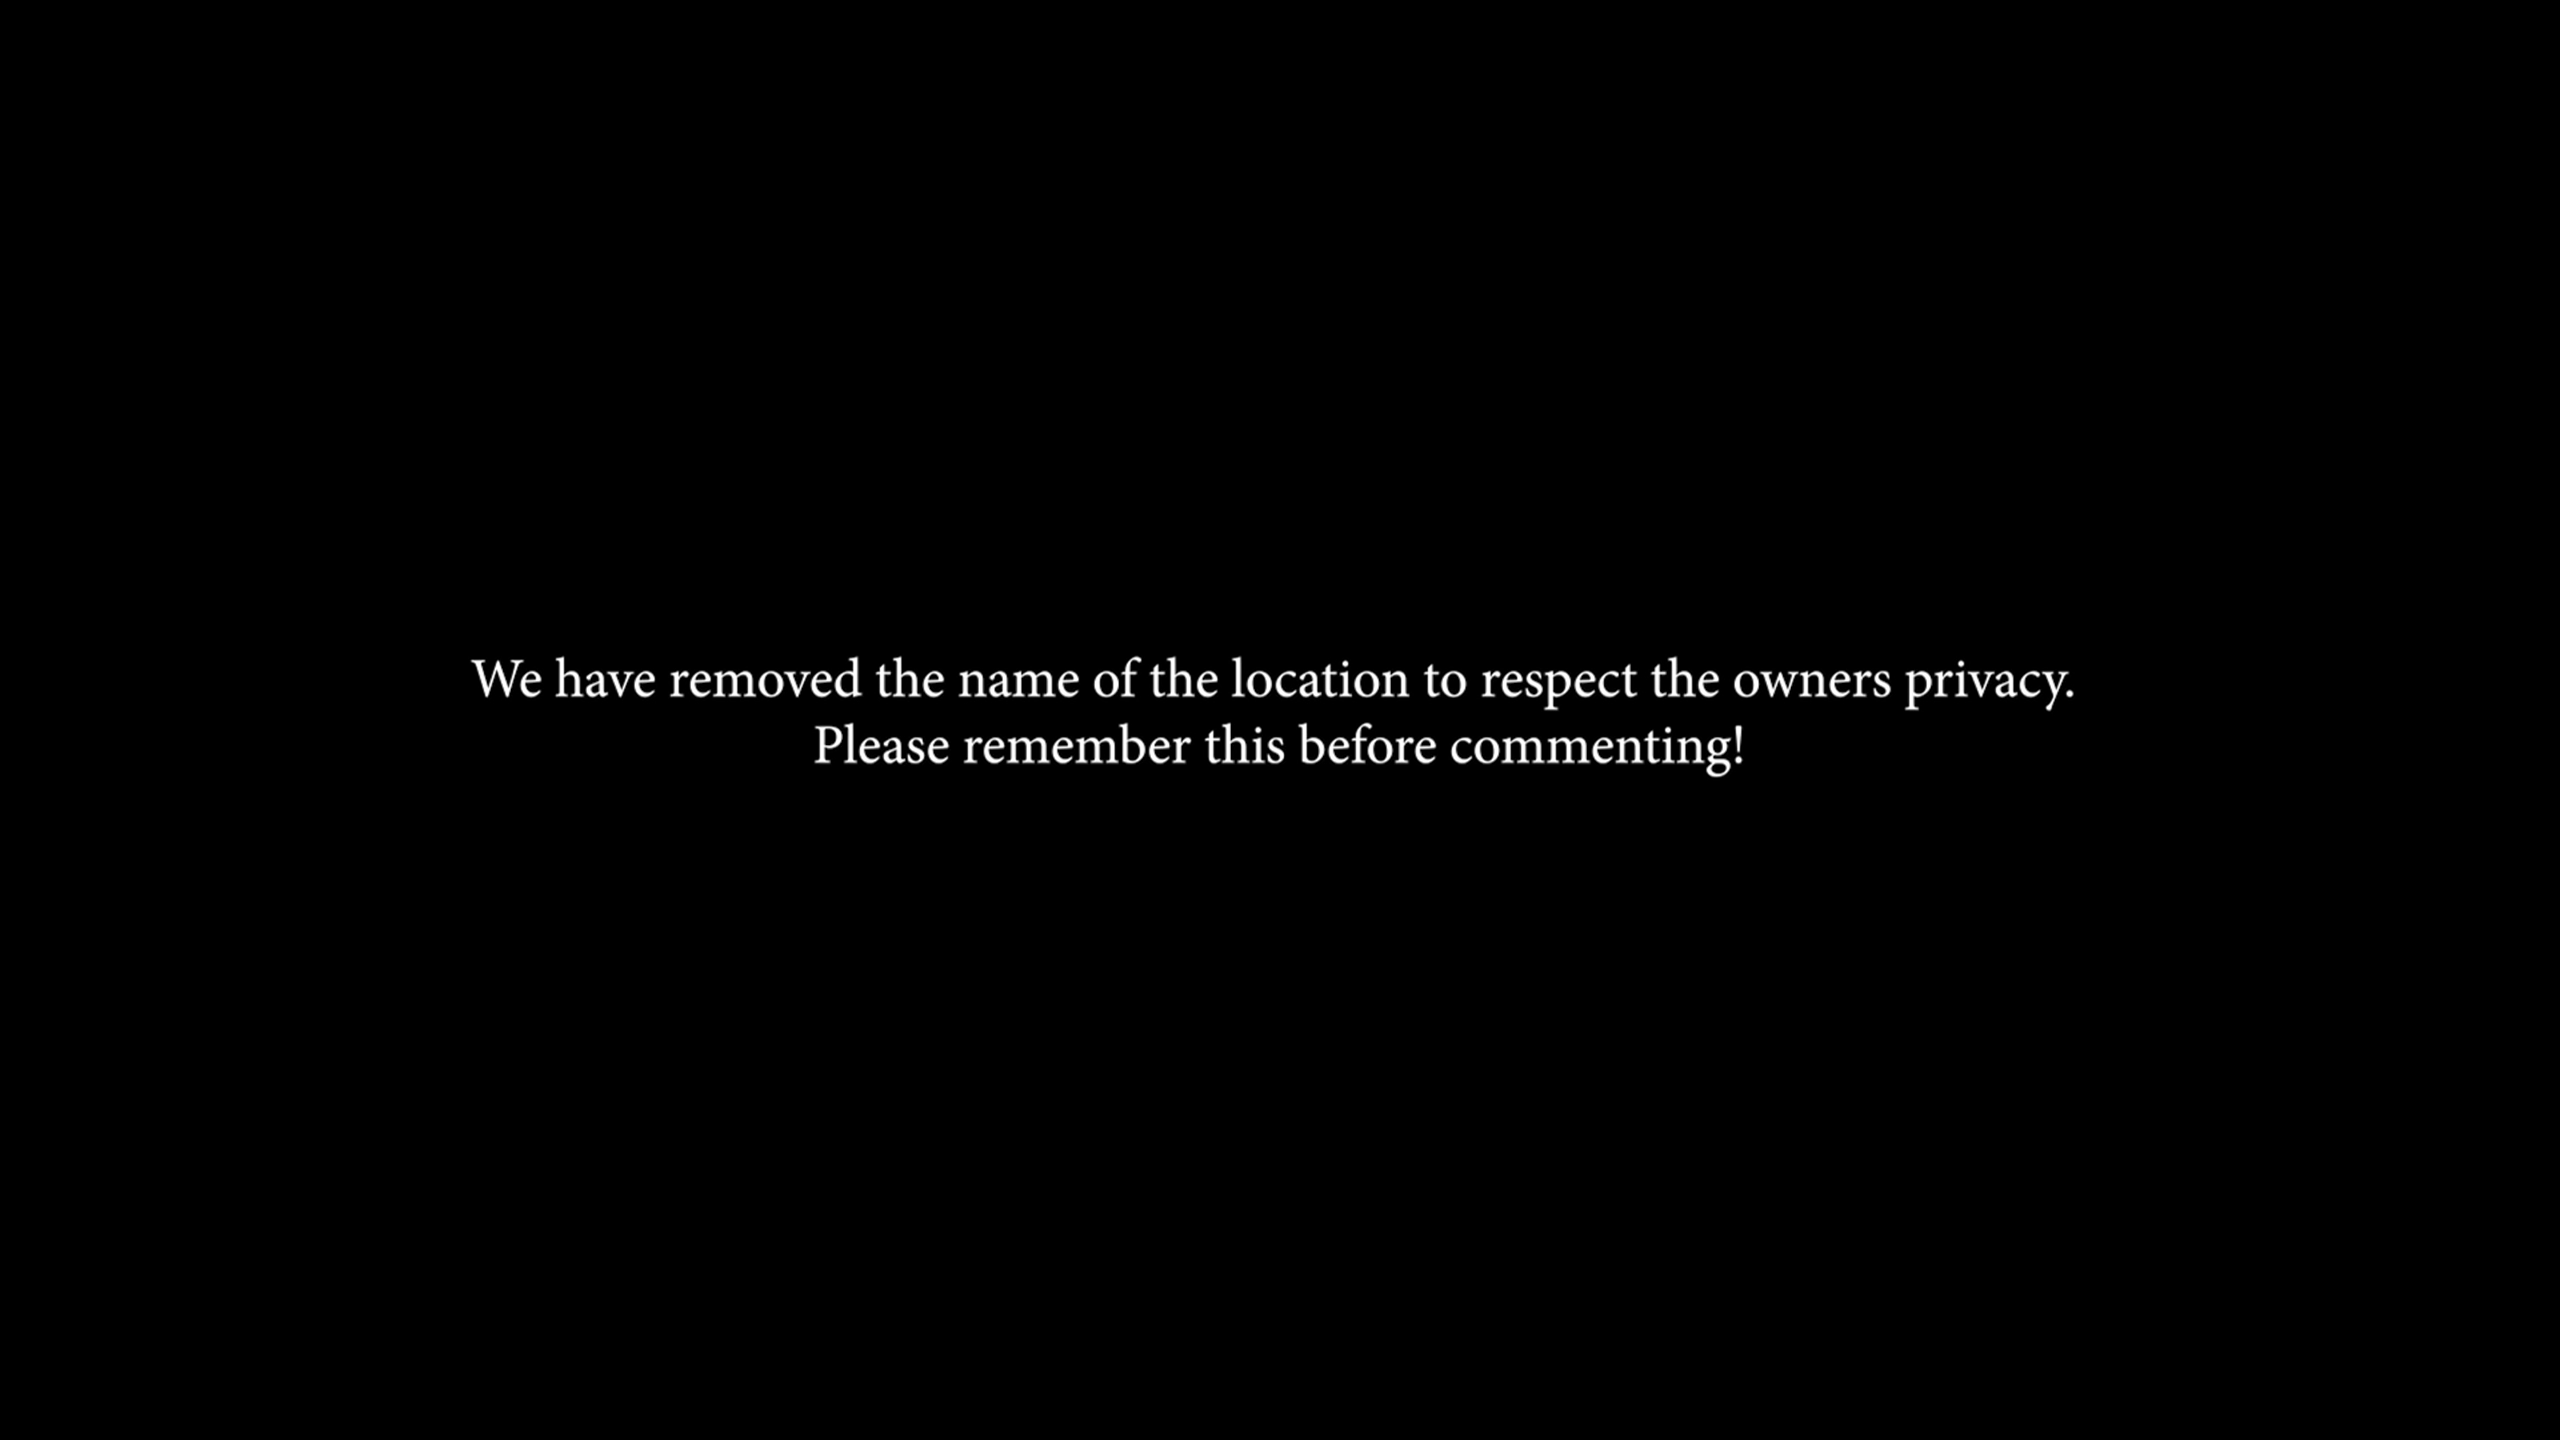 We have removed the name of the location to respect the owners privacy.
Please remember this before commenting!